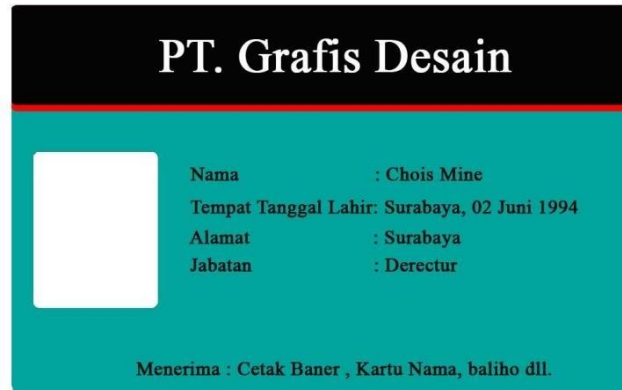 PT. Grafis Desain
Nama : Chois Mine
Tempat Tanggal Lahir: Surabaya, 02 Juni 1994
Alamat : Surabaya
Jabatan : Derectur
Menerima : Cetak Baner , Kartu Nama, baliho dll.